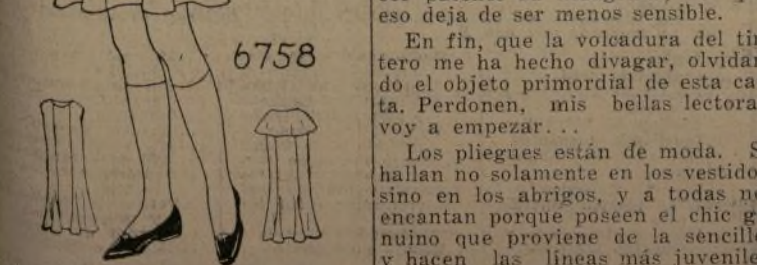 6758
eso deja de ser menos sensible.
En fin, que la volcadura del tin
tero me ha hecho divagar, olvidan
do el objeto primordial de esta ca
ta. Perdonen, mis bellas lectora
voy a empezar...
Los pliegues están de moda. S
hallan no solamente en los vestido
sino en los abrigos, y a todas no
encantan porque poseen el chic g
nuino que proviene de la sencille
y hacen las líneas más juvenile